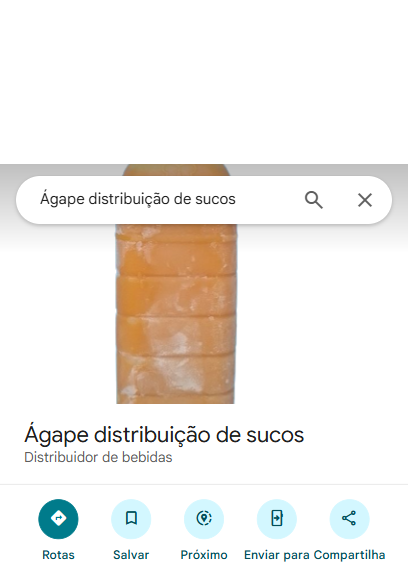 Ágape distribuição de sucos
Ágape distribuição de sucos
Distribuidor de bebidas
Rotas
Salvar
Próximo
Enviar para
Compartilha